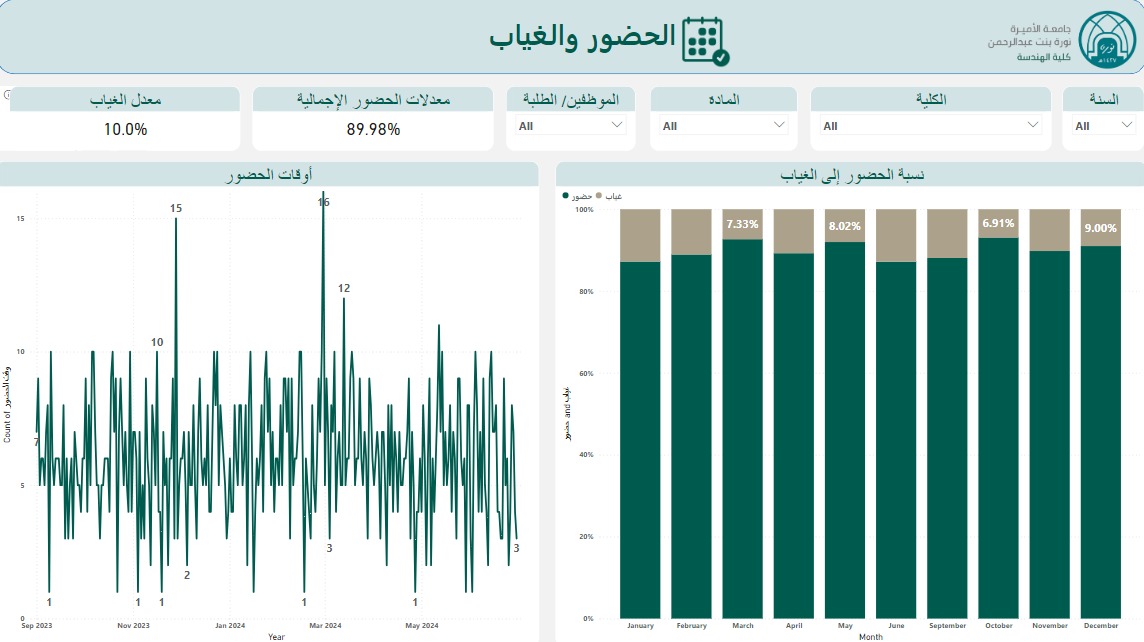 جامعة الأميرة
نورة بنت عبدالرحمن
كلية الهندسة
الحضور والغياب
السنة
All
الكلية
All
المادة
All
الموظفين/ الطلبة
All
معدلات الحضور الإجمالية
89.98%
معدل الغياب
10.0%
نسبة الحضور إلى الغياب
حضور
غياب
100%
80%
60%
40%
20%
0%
غياب and حضور
7.33%
8.02%
6.91%
9.00%
January
February
March
April
May
June
September
October
November
December
Month
أوقات الحضور
15
10
5
0
Count of وقت الحضور
7
1
1
10
1
15
2
1
16
3
12
1
3
Sep 2023
Nov 2023
Jan 2024
Mar 2024
May 2024
Year